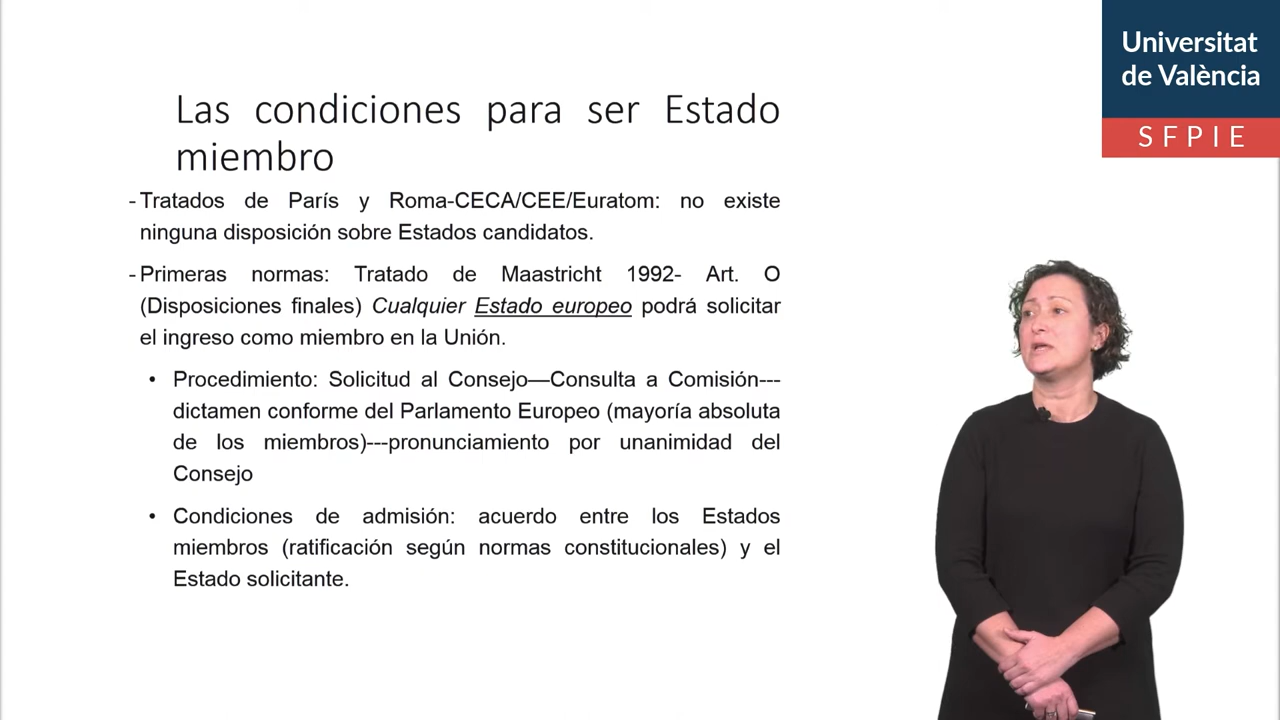 Universitat
de València
SFPIE
Las condiciones para ser Estado
miembro
- Tratados de París y Roma-CECA/CEE/Euratom: no existe
ninguna disposición sobre Estados candidatos.
- Primeras normas: Tratado de Maastricht 1992- Art. O
(Disposiciones finales) Cualquier Estado europeo podrá solicitar
el ingreso como miembro en la Unión.
• Procedimiento: Solicitud al Consejo—Consulta a Comisión---
dictamen conforme del Parlamento Europeo (mayoría absoluta
de los miembros)---pronunciamiento por unanimidad del
Consejo
• Condiciones de admisión: acuerdo entre los Estados
miembros (ratificación según normas constitucionales) y el
Estado solicitante.